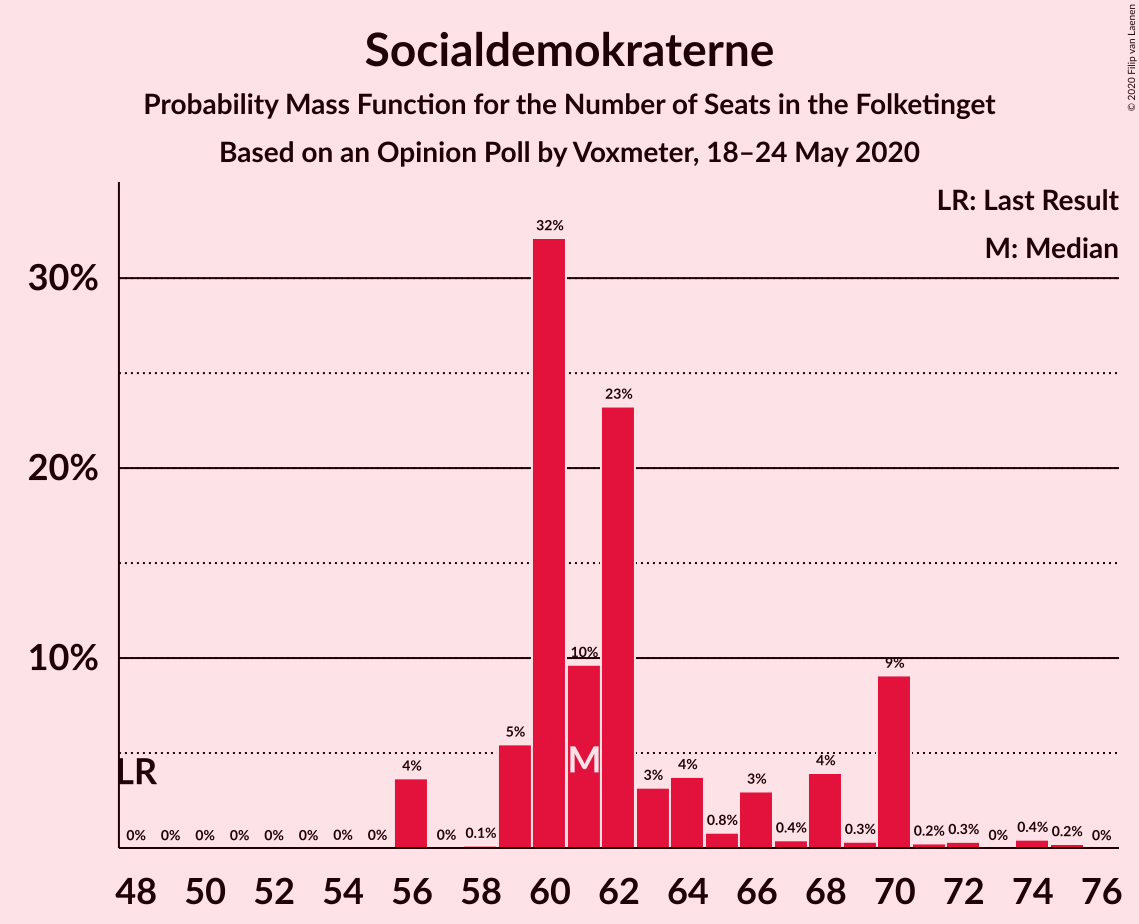 Socialdemokraterne
Probability Mass Function for the Number of Seats in the Folketinget
Based on an Opinion Poll by Voxmeter, 18–24 May 2020
© 2020 Filip van Laenen
LR: Last Result
M: Median
30%
20%
10%
LR
M
0% 0% 0% 0% 0% 0% 0% 0% 4% 0% 0.1% 5% 32% 10% 23% 3% 4% 0.8% 3% 0.4% 4% 0.3% 9% 0.2% 0.3% 0% 0.4% 0.2% 0%
48 50 52 54 56 58 60 62 64 66 68 70 72 74 76